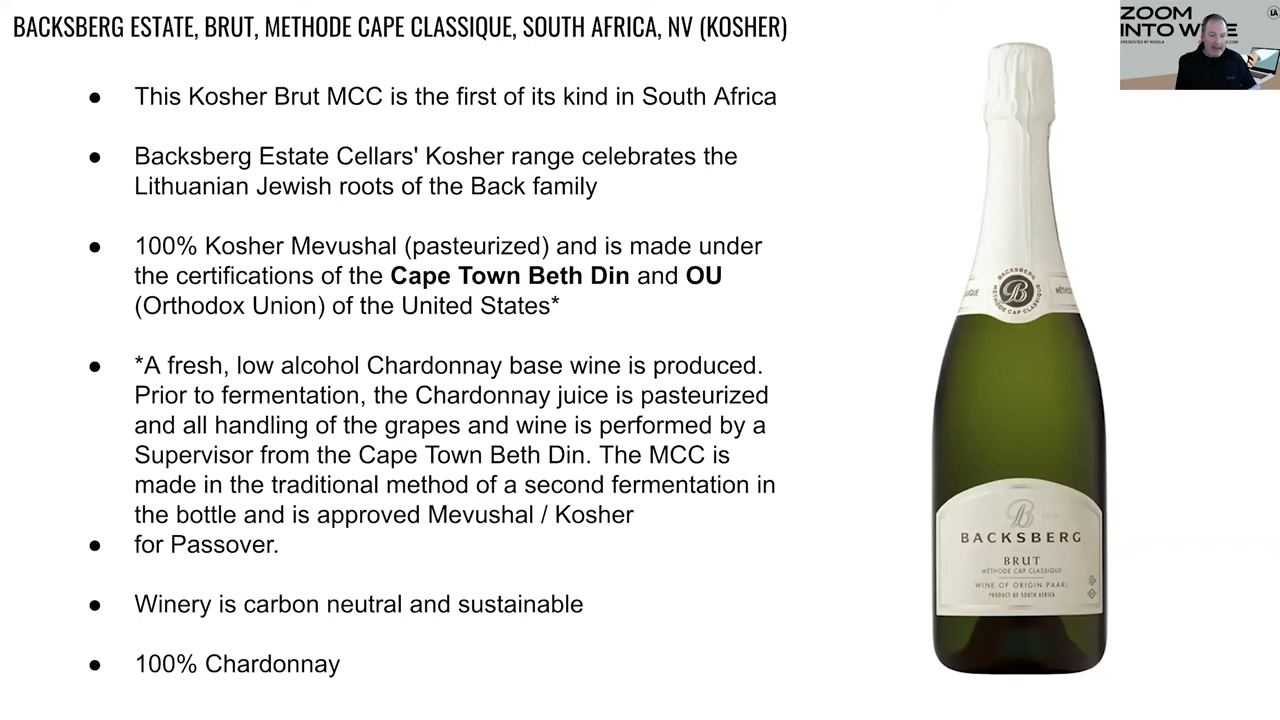 BACKSBERG ESTATE, BRUT, METHODE CAPE CLASSIQUE, SOUTH AFRICA, NV (KOSHER)
● This Kosher Brut MCC is the first of its kind in South Africa
● Backsberg Estate Cellars' Kosher range celebrates the
Lithuanian Jewish roots of the Back family
● 100% Kosher Mevushal (pasteurized) and is made under
the certifications of the Cape Town Beth Din and OU
(Orthodox Union) of the United States*
● *A fresh, low alcohol Chardonnay base wine is produced.
Prior to fermentation, the Chardonnay juice is pasteurized
and all handling of the grapes and wine is performed by a
Supervisor from the Cape Town Beth Din. The MCC is
made in the traditional method of a second fermentation in
the bottle and is approved Mevushal / Kosher
● for Passover.
● Winery is carbon neutral and sustainable
● 100% Chardonnay
ZOOM
INTO WINE
PRESENTED BY
BACKSBERG
B
MÉTHODE CAP CLASSIQUE
B
BACKSBERG
BRUT
MÉTHODE CAP CLASSIQUE
WINE OF ORIGIN PAARL
PRODUCT OF SOUTH AFRICA